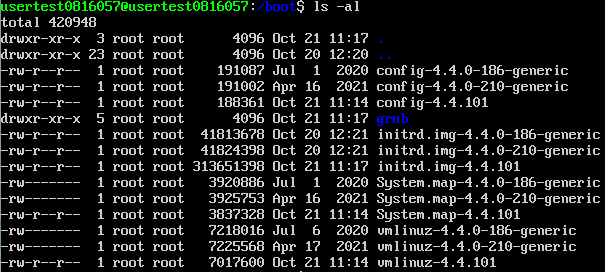 usertest0816057@usertest0816057:/boot$ ls -al
total 420948
drwxr-xr-x  3 root root      4096 Oct 21 11:17 .
drwxr-xr-x 23 root root      4096 Oct 20 12:20 ..
-rw-r--r--  1 root root    191087 Jul  1  2020 config-4.4.0-186-generic
-rw-r--r--  1 root root    191002 Apr 16  2021 config-4.4.0-210-generic
-rw-r--r--  1 root root    188361 Oct 21 11:14 config-4.4.101
drwxr-xr-x  5 root root      4096 Oct 21 11:17 grub
-rw-r--r--  1 root root  41813678 Oct 20 12:21 initrd.img-4.4.0-186-generic
-rw-r--r--  1 root root  41824398 Oct 20 12:21 initrd.img-4.4.0-210-generic
-rw-r--r--  1 root root 313651398 Oct 21 11:17 initrd.img-4.4.101
-rw-------  1 root root   3920886 Jul  1  2020 System.map-4.4.0-186-generic
-rw-------  1 root root   3925753 Apr 16  2021 System.map-4.4.0-210-generic
-rw-r--r--  1 root root   3837328 Oct 21 11:14 System.map-4.4.101
-rw-------  1 root root   7218016 Jul  6  2020 vmlinuz-4.4.0-186-generic
-rw-------  1 root root   7225568 Apr 17  2021 vmlinuz-4.4.0-210-generic
-rw-r--r--  1 root root   7017600 Oct 21 11:14 vmlinuz-4.4.101